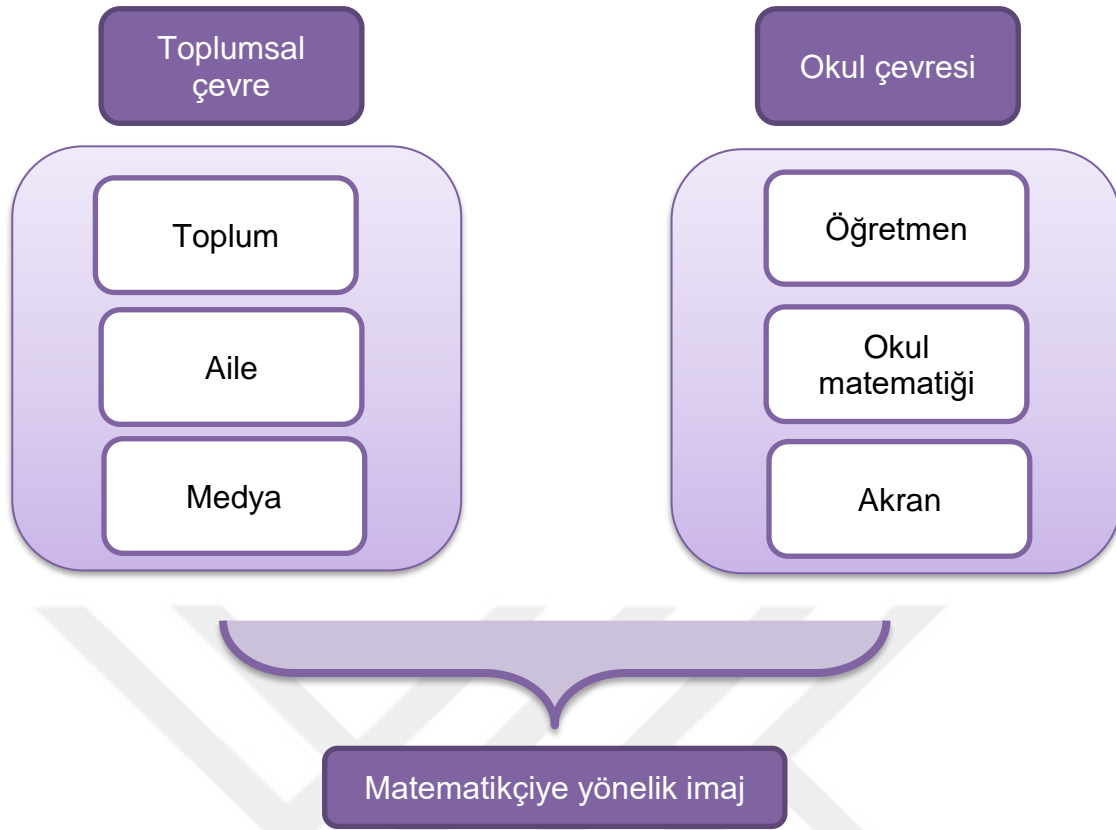 Toplumsal
çevre
Toplum
Aile
Medya
Okul çevresi
Öğretmen
Okul
matematiği
Akran
Matematikçiye yönelik imaj